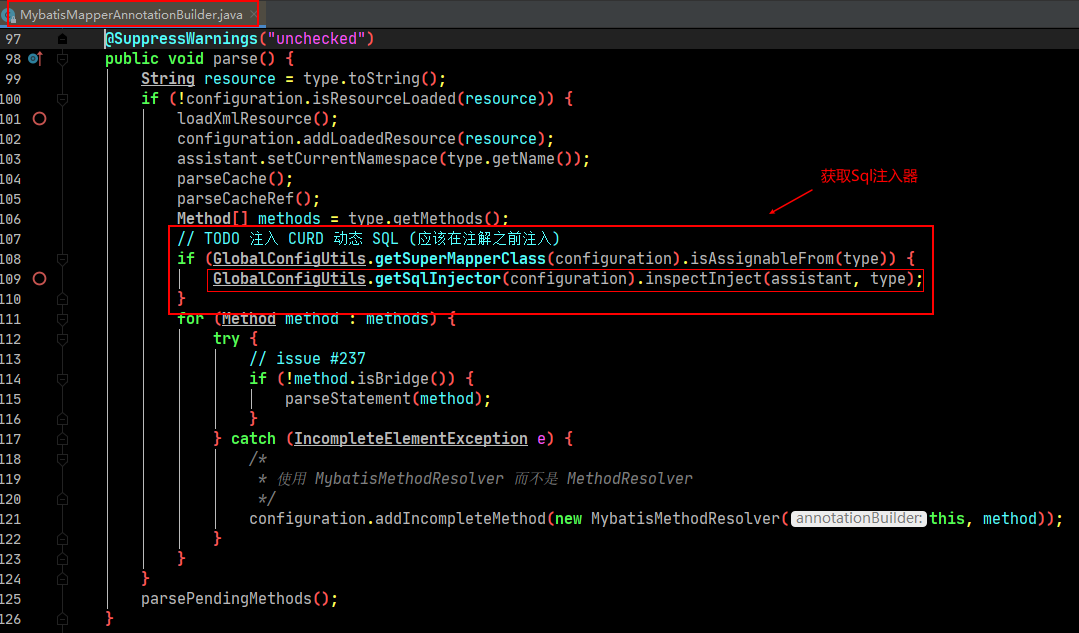 MybatisMapperAnnotationBuilder.java
97 @SuppressWarnings("unchecked")
98 public void parse() {
99 String resource = type.toString();
100 if (!configuration.isResourceLoaded(resource)) {
101 loadXmlResource();
102 configuration.addLoadedResource(resource);
103 assistant.setCurrentNamespace(type.getName());
104 parseCache();
获取Sql注入器
105 parseCacheRef();
106 Method[] methods = type.getMethods();
107 // TODO 注入 CURD 动态 SQL (应该在注解之前注入)
108 if (GlobalConfigUtils.getSuperMapperClass(configuration).isAssignableFrom(type)) {
109 GlobalConfigUtils.getSqlInjector(configuration).inspectInject(assistant, type);
110 }
111 for (Method method : methods) {
112 try {
113 // issue #237
114 if (!method.isBridge()) {
115 parseStatement(method);
116 }
117 } catch (IncompleteElementException e) {
118 /*
119 * 使用 MybatisMethodResolver 而不是 MethodResolver
120 */
121 configuration.addIncompleteMethod(new MybatisMethodResolver( annotationBuilder: this, method));
122 }
123 }
124 }
125 parsePendingMethods();
126 }